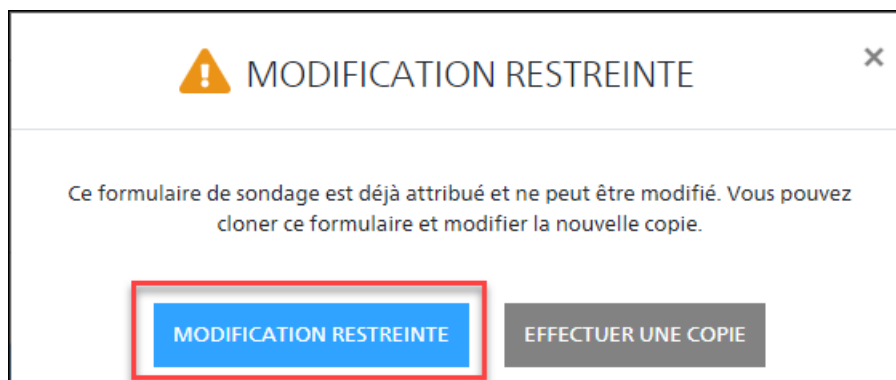 MODIFICATION RESTREINTE
Ce formulaire de sondage est déjà attribué et ne peut être modifié. Vous pouvez
cloner ce formulaire et modifier la nouvelle copie.
MODIFICATION RESTREINTE
EFFECTUER UNE COPIE